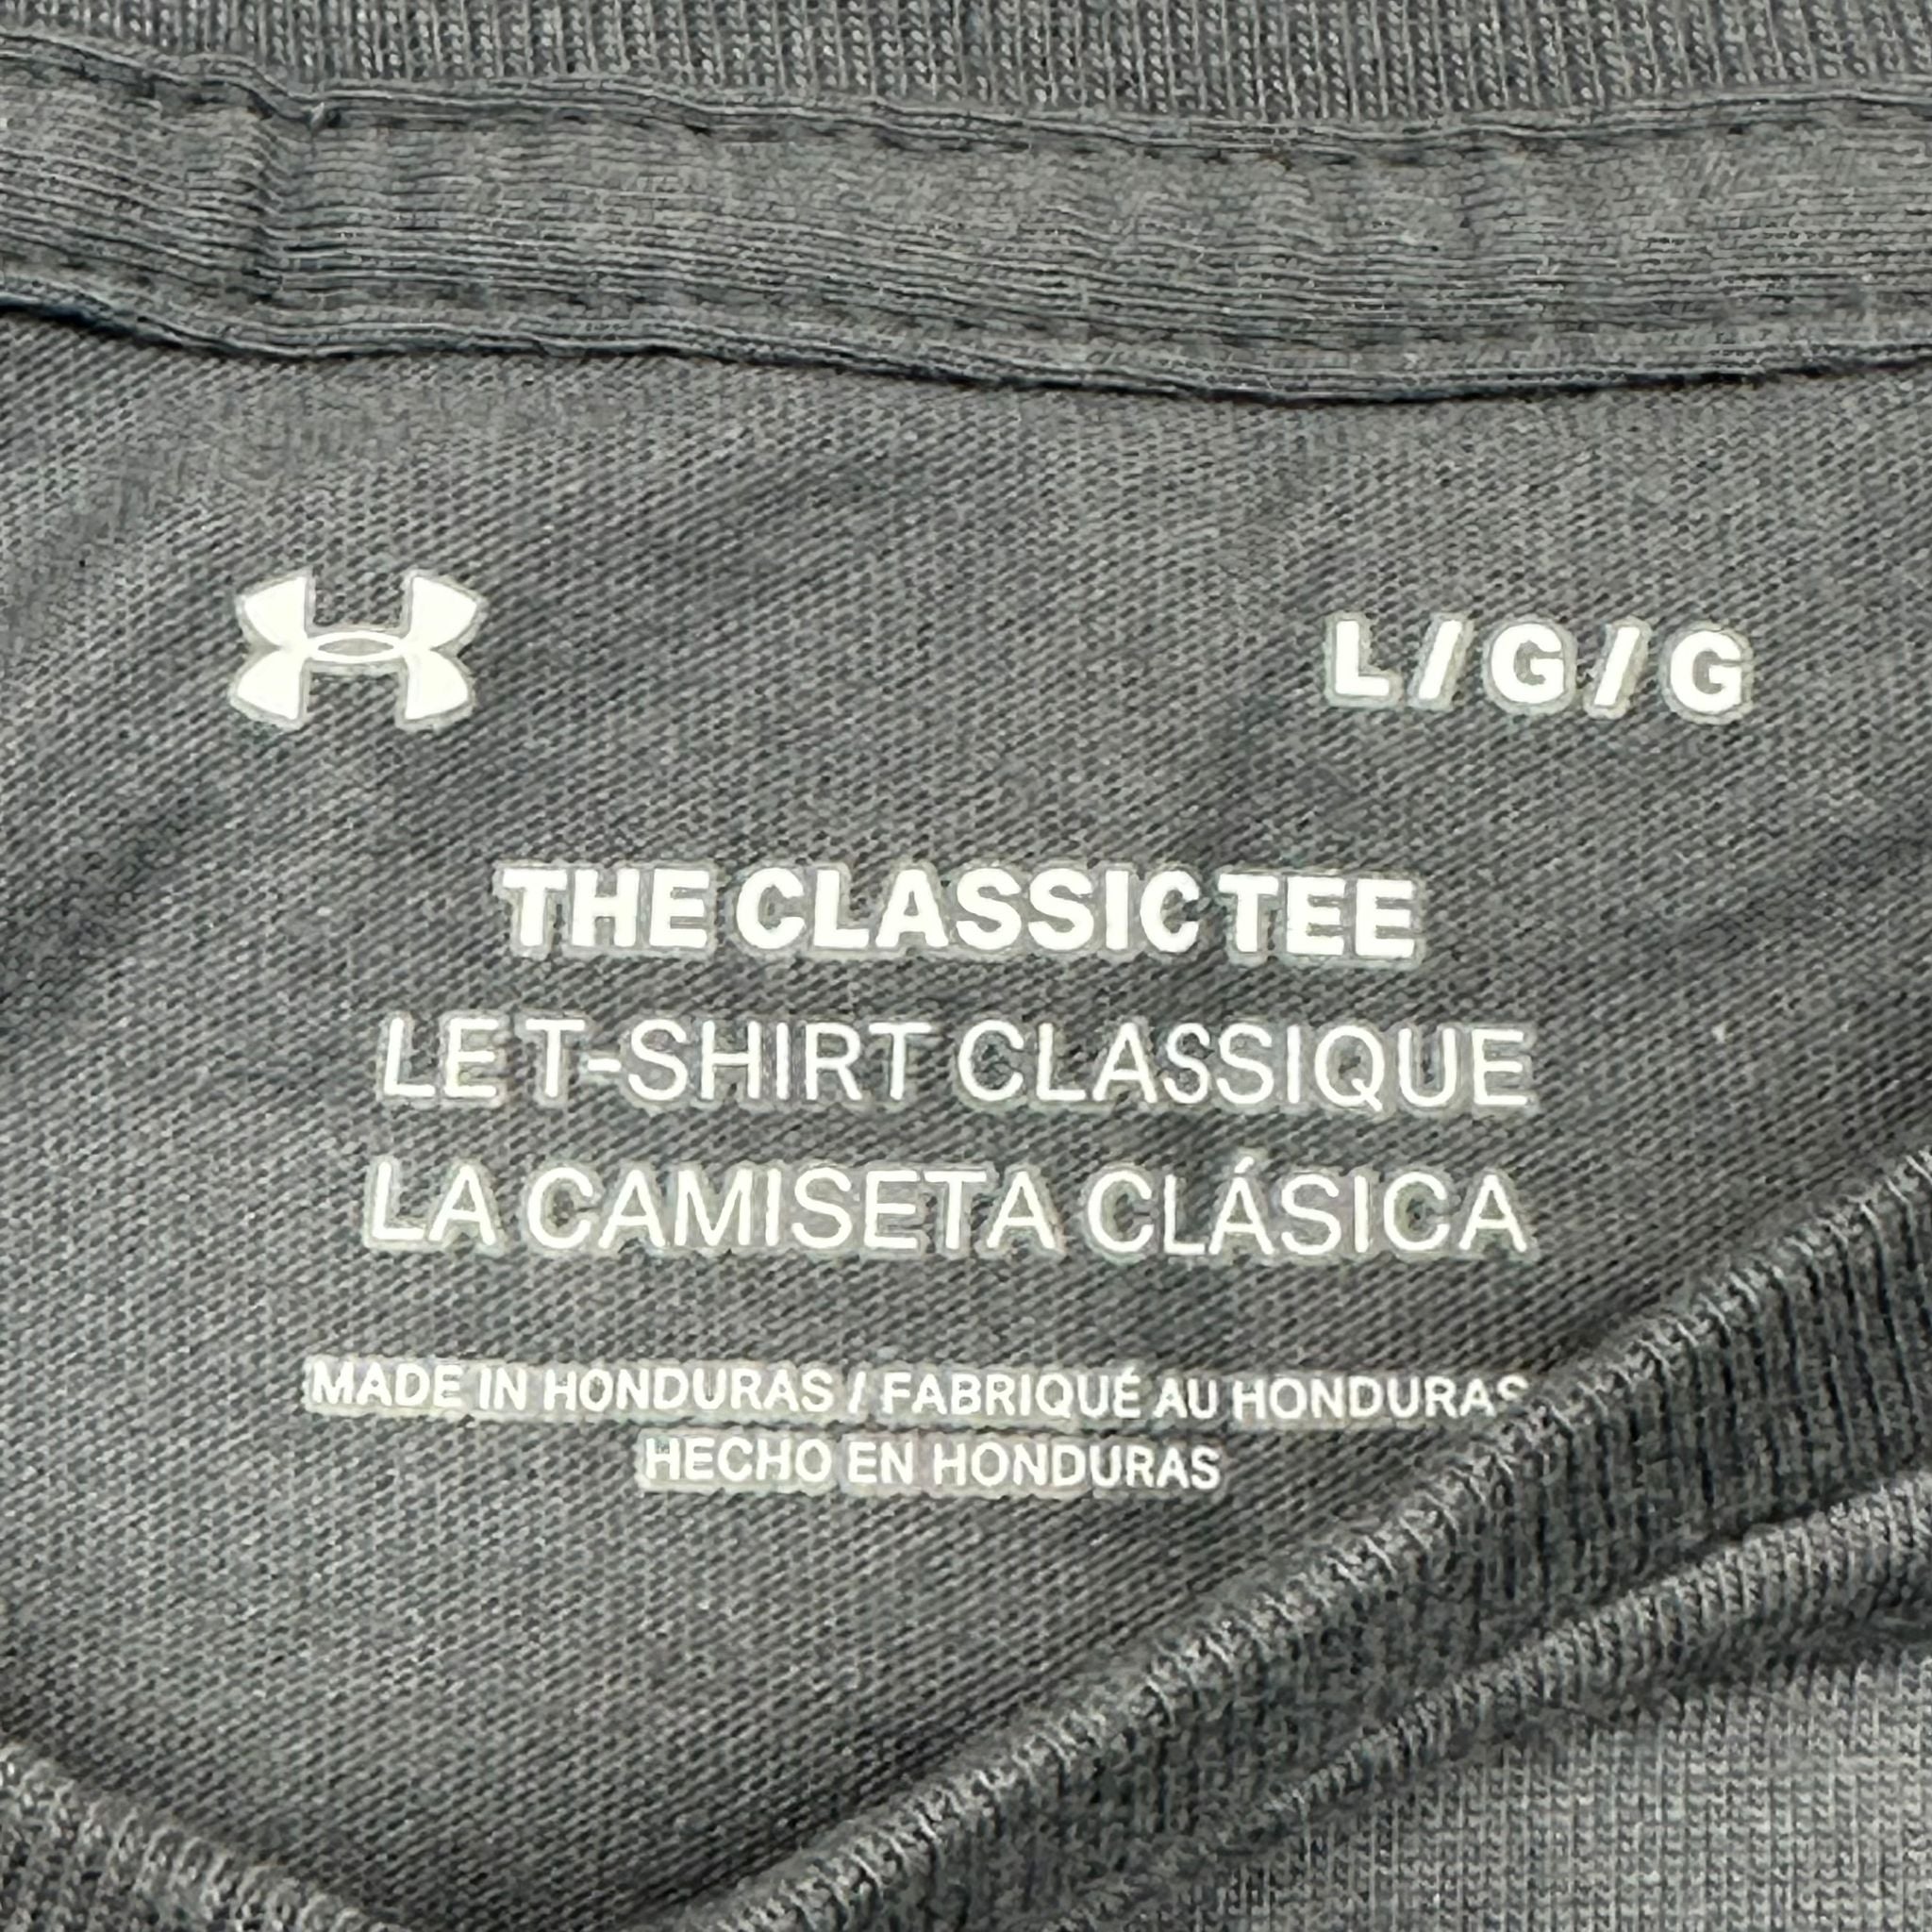 L/G/G
THE CLASSIC TEE
LE T-SHIRT CLASSIQUE
LA CAMISETA CLÁSICA
MADE IN HONDURAS / FABRIQUÉ AU HONDURAS
HECHO EN HONDURAS